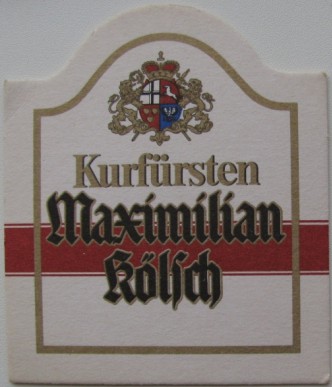 Kurfürsten
Maximilian
Kölsch